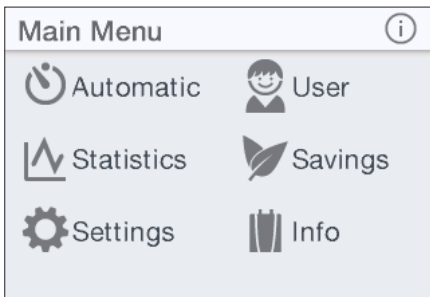 Main Menu
Automatic
User
Statistics
Savings
Settings
Info